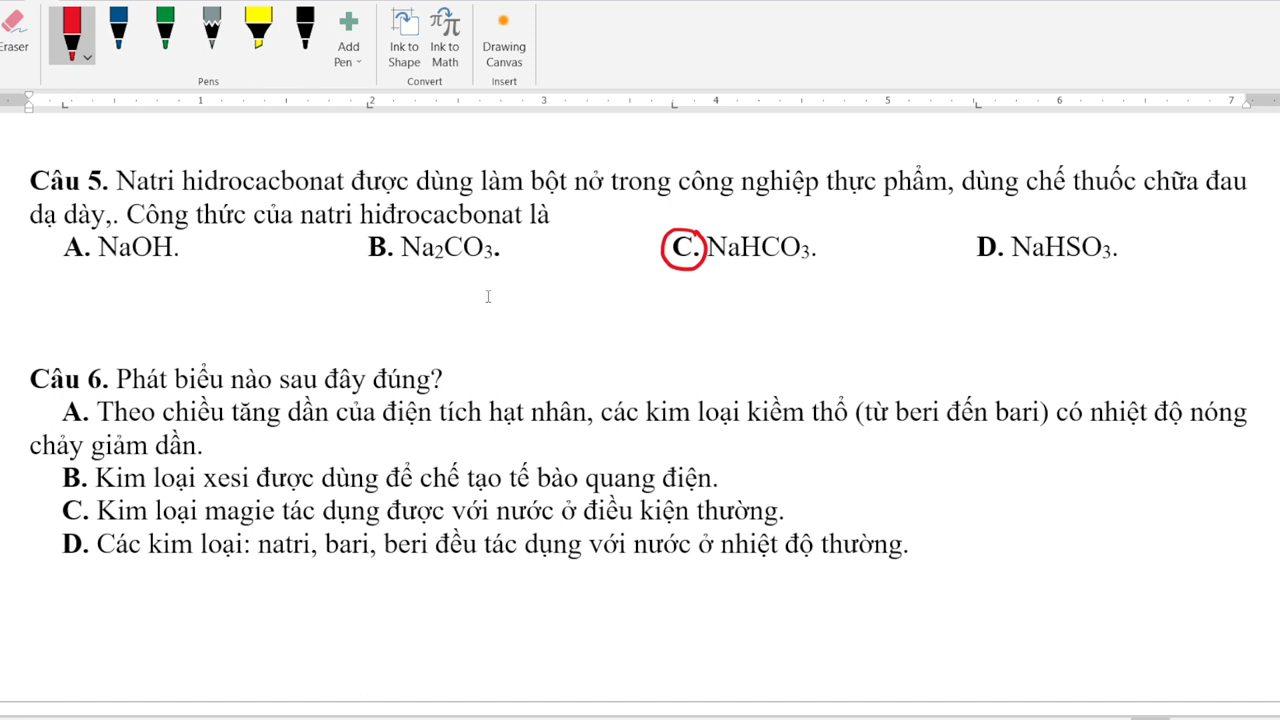 Eraser
Add
Pen
Ink to
Shape
Ink to
Math
Drawing
Canvas
Pens
Convert
Insert
1 2 3 4 5 6 7
Câu 5. Natri hidrocacbonat được dùng làm bột nở trong công nghiệp thực phẩm, dùng chế thuốc chữa đau
dạ dày,. Công thức của natri hiđrocacbonat là
A. NaOH. B. Na₂CO₃. C. NaHCO₃. D. NaHSO₃.
Câu 6. Phát biểu nào sau đây đúng?
A. Theo chiều tăng dần của điện tích hạt nhân, các kim loại kiềm thổ (từ beri đến bari) có nhiệt độ nóng
chảy giảm dần.
B. Kim loại xesi được dùng để chế tạo tế bào quang điện.
C. Kim loại magie tác dụng được với nước ở điều kiện thường.
D. Các kim loại: natri, bari, beri đều tác dụng với nước ở nhiệt độ thường.